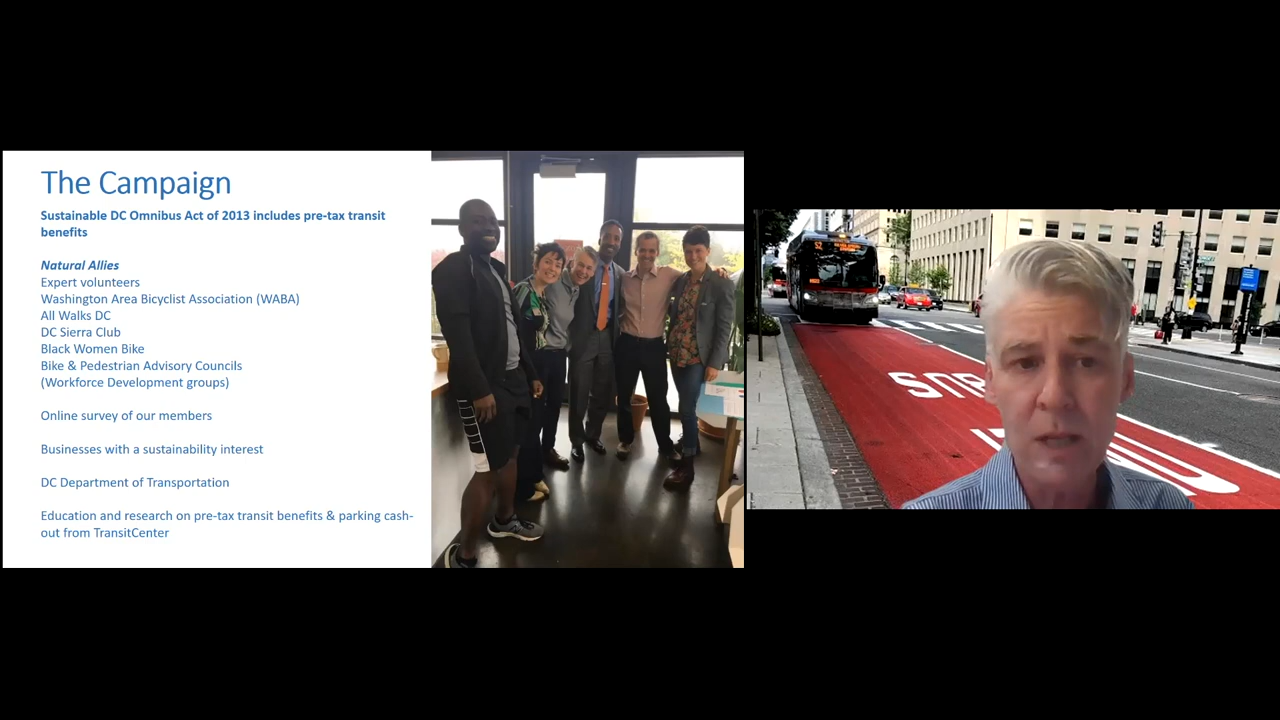 The Campaign
Sustainable DC Omnibus Act of 2013 includes pre-tax transit
benefits
Natural Allies
Expert volunteers
Washington Area Bicyclist Association (WABA)
All Walks DC
DC Sierra Club
Black Women Bike
Bike & Pedestrian Advisory Councils
(Workforce Development groups)
Online survey of our members
Businesses with a sustainability interest
DC Department of Transportation
Education and research on pre-tax transit benefits & parking cash-
out from TransitCenter
S2
BUS